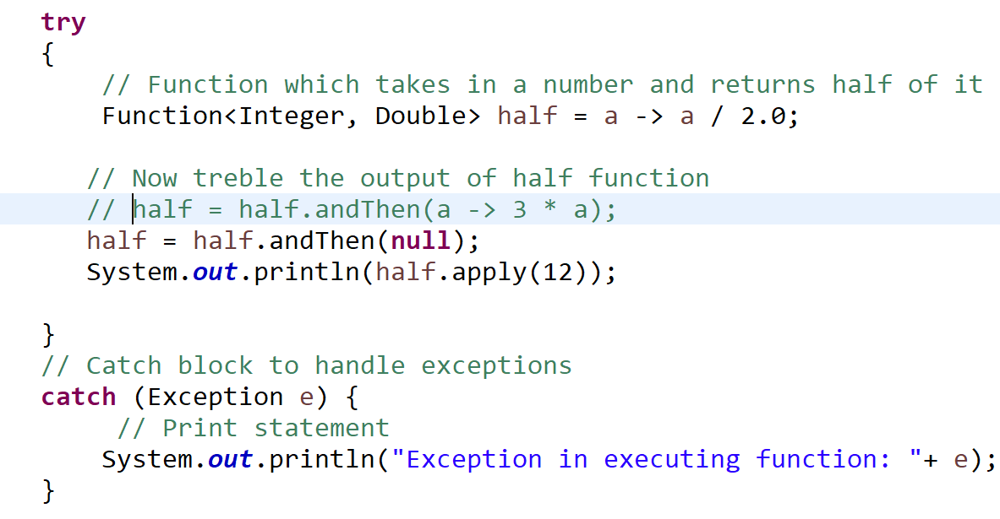 try
{
// Function which takes in a number and returns half of it
Function<Integer, Double> half = a -> a / 2.0;
// Now treble the output of half function
// half = half.andThen(a -> 3 * a);
half = half.andThen(null);
System.out.println(half.apply(12));
}
// Catch block to handle exceptions
catch (Exception e) {
// Print statement
System.out.println("Exception in executing function: "+ e);
}